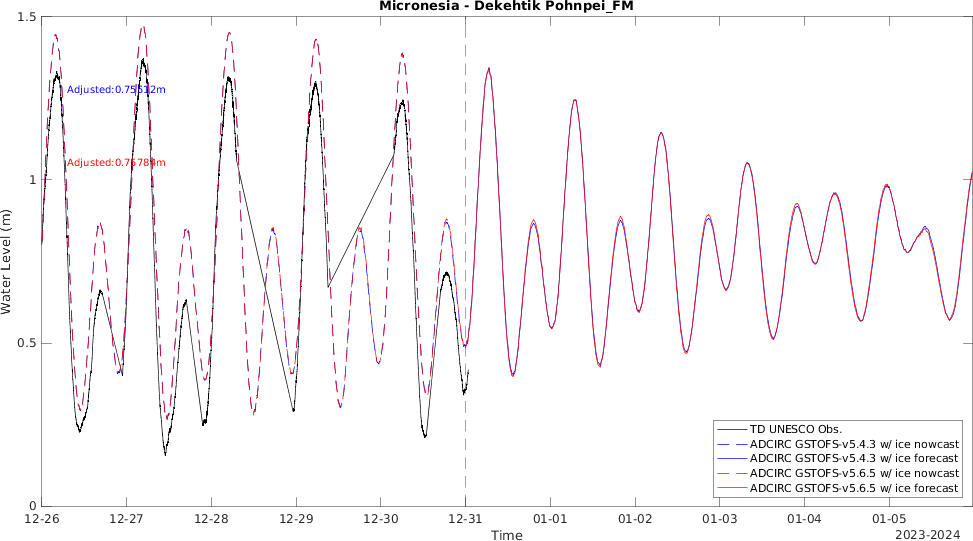 Micronesia - Dekehtik Pohnpei_FM
1.5
1
0.5
0
Water Level (m)
Adjusted:0.75612m
Adjusted:0.75784m
TD UNESCO Obs.
ADCIRC GSTOFS-v5.4.3 w/ ice nowcast
ADCIRC GSTOFS-v5.4.3 w/ ice forecast
ADCIRC GSTOFS-v5.6.5 w/ ice nowcast
ADCIRC GSTOFS-v5.6.5 w/ ice forecast
12-26 12-27 12-28 12-29 12-30 12-31 01-01 01-02 01-03 01-04 01-05
Time
2023-2024